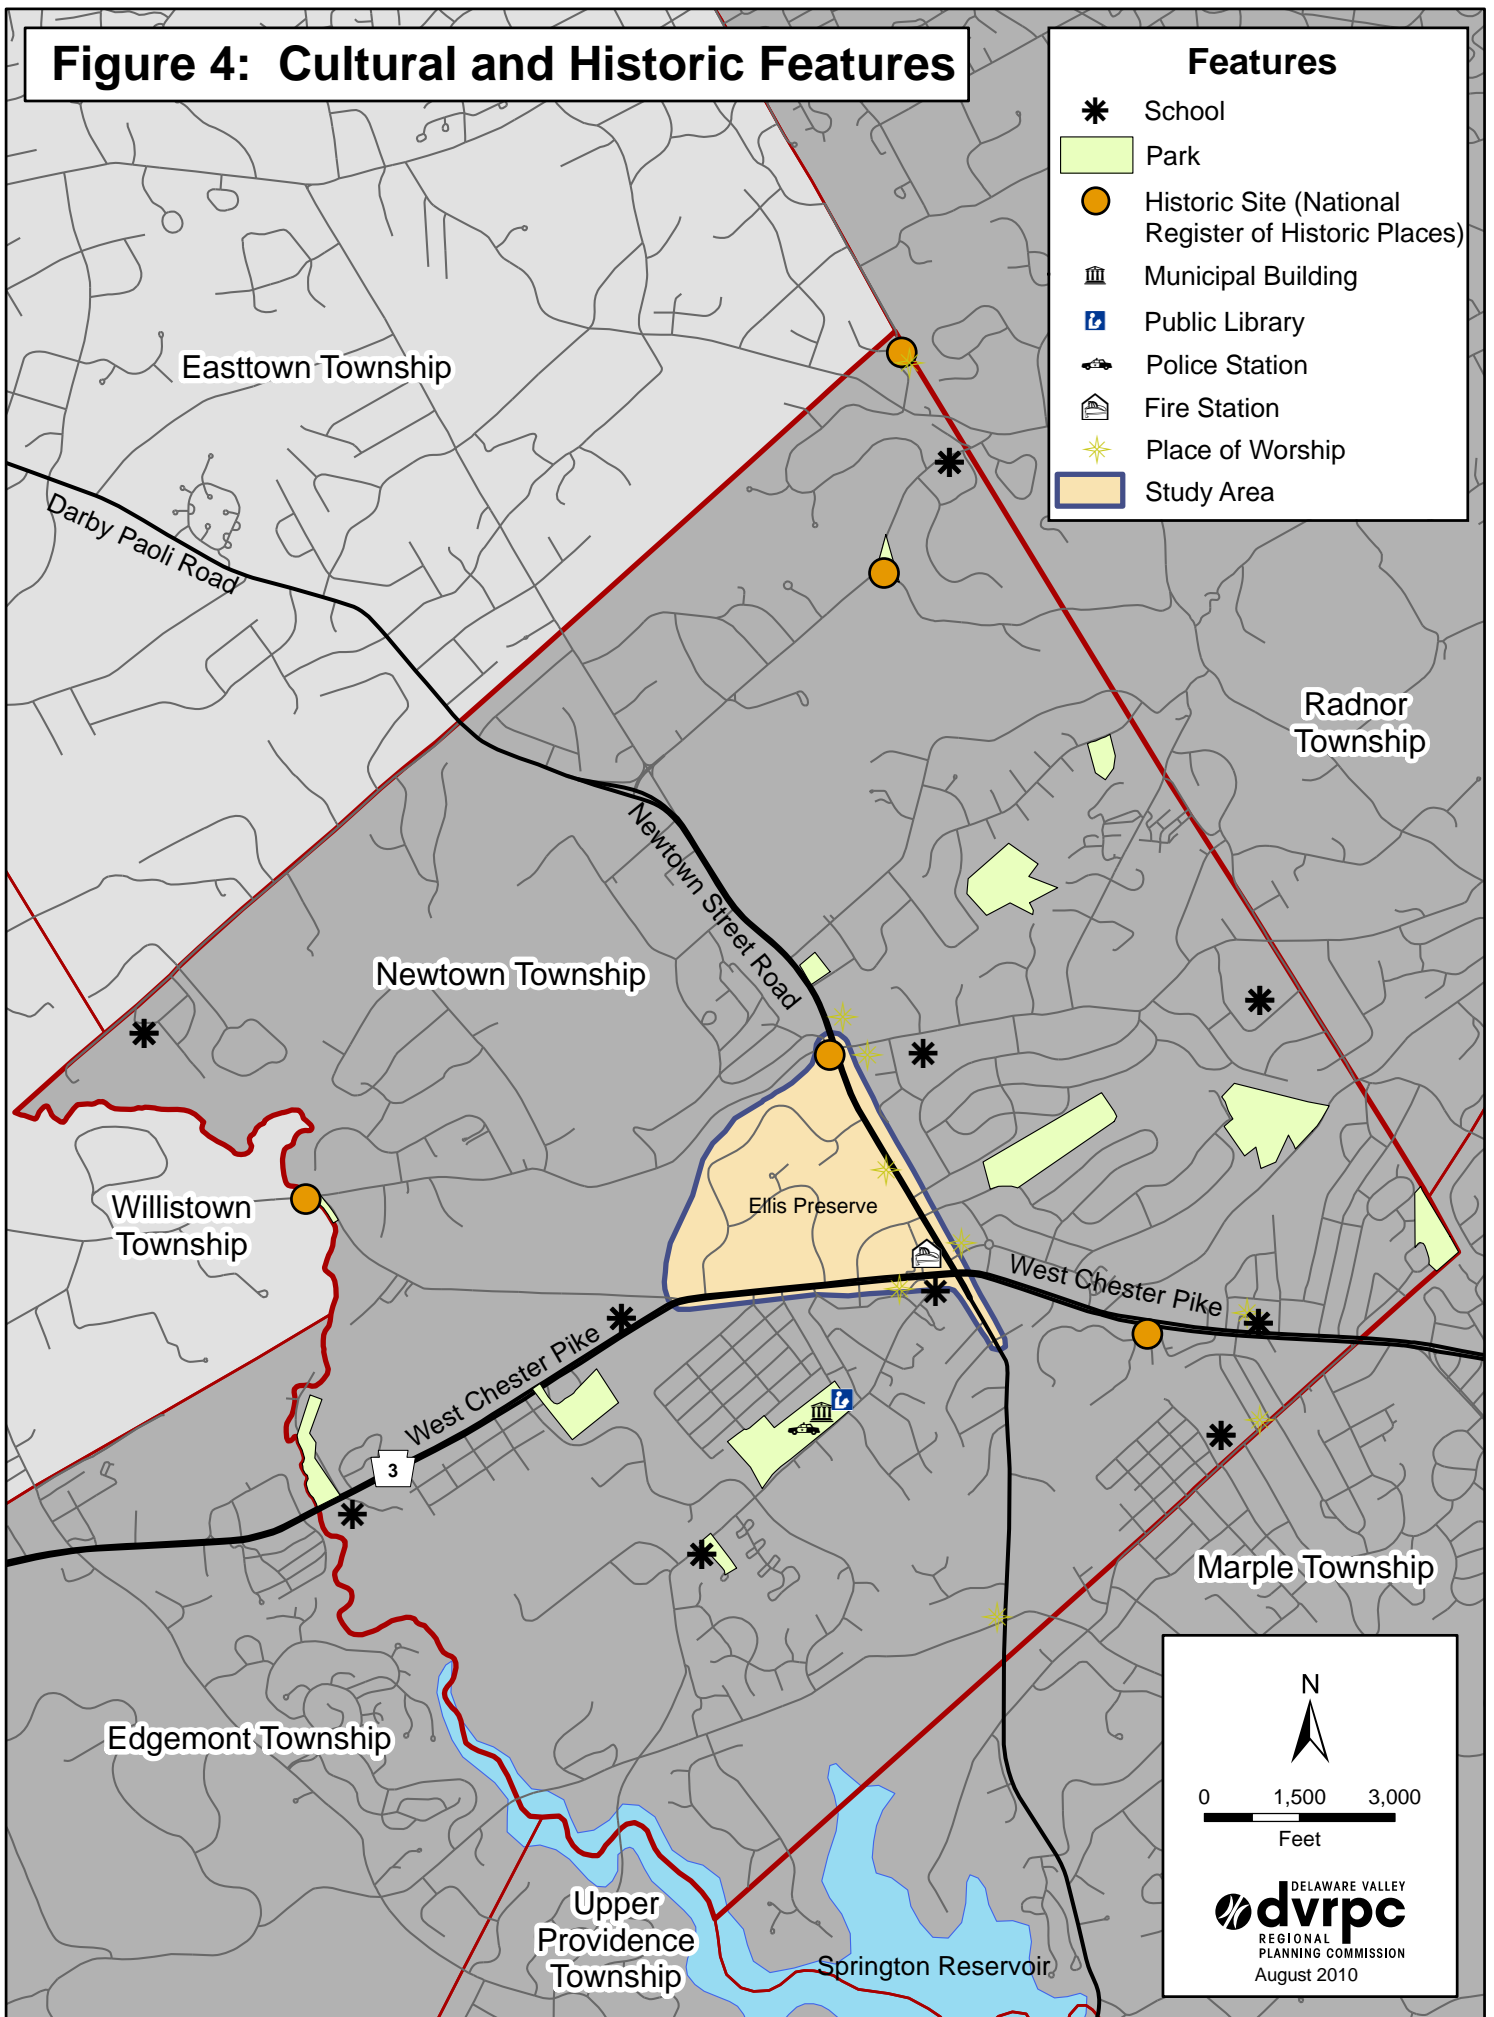 Figure 4:  Cultural and Historic Features
Features
School
Park
Historic Site (National
Register of Historic Places)
Municipal Building
Public Library
Police Station
Fire Station
Place of Worship
Study Area
Easttown Township
Darby Paoli Road
Radnor
Township
Newtown Street Road
Newtown Township
Willistown
Township
Ellis Preserve
West Chester Pike
West Chester Pike
3
Marple Township
Edgemont Township
Upper
Providence
Township
Springton Reservoir
N
0 1,500 3,000
Feet
DELAWARE VALLEY
dvrpc
REGIONAL
PLANNING COMMISSION
August 2010